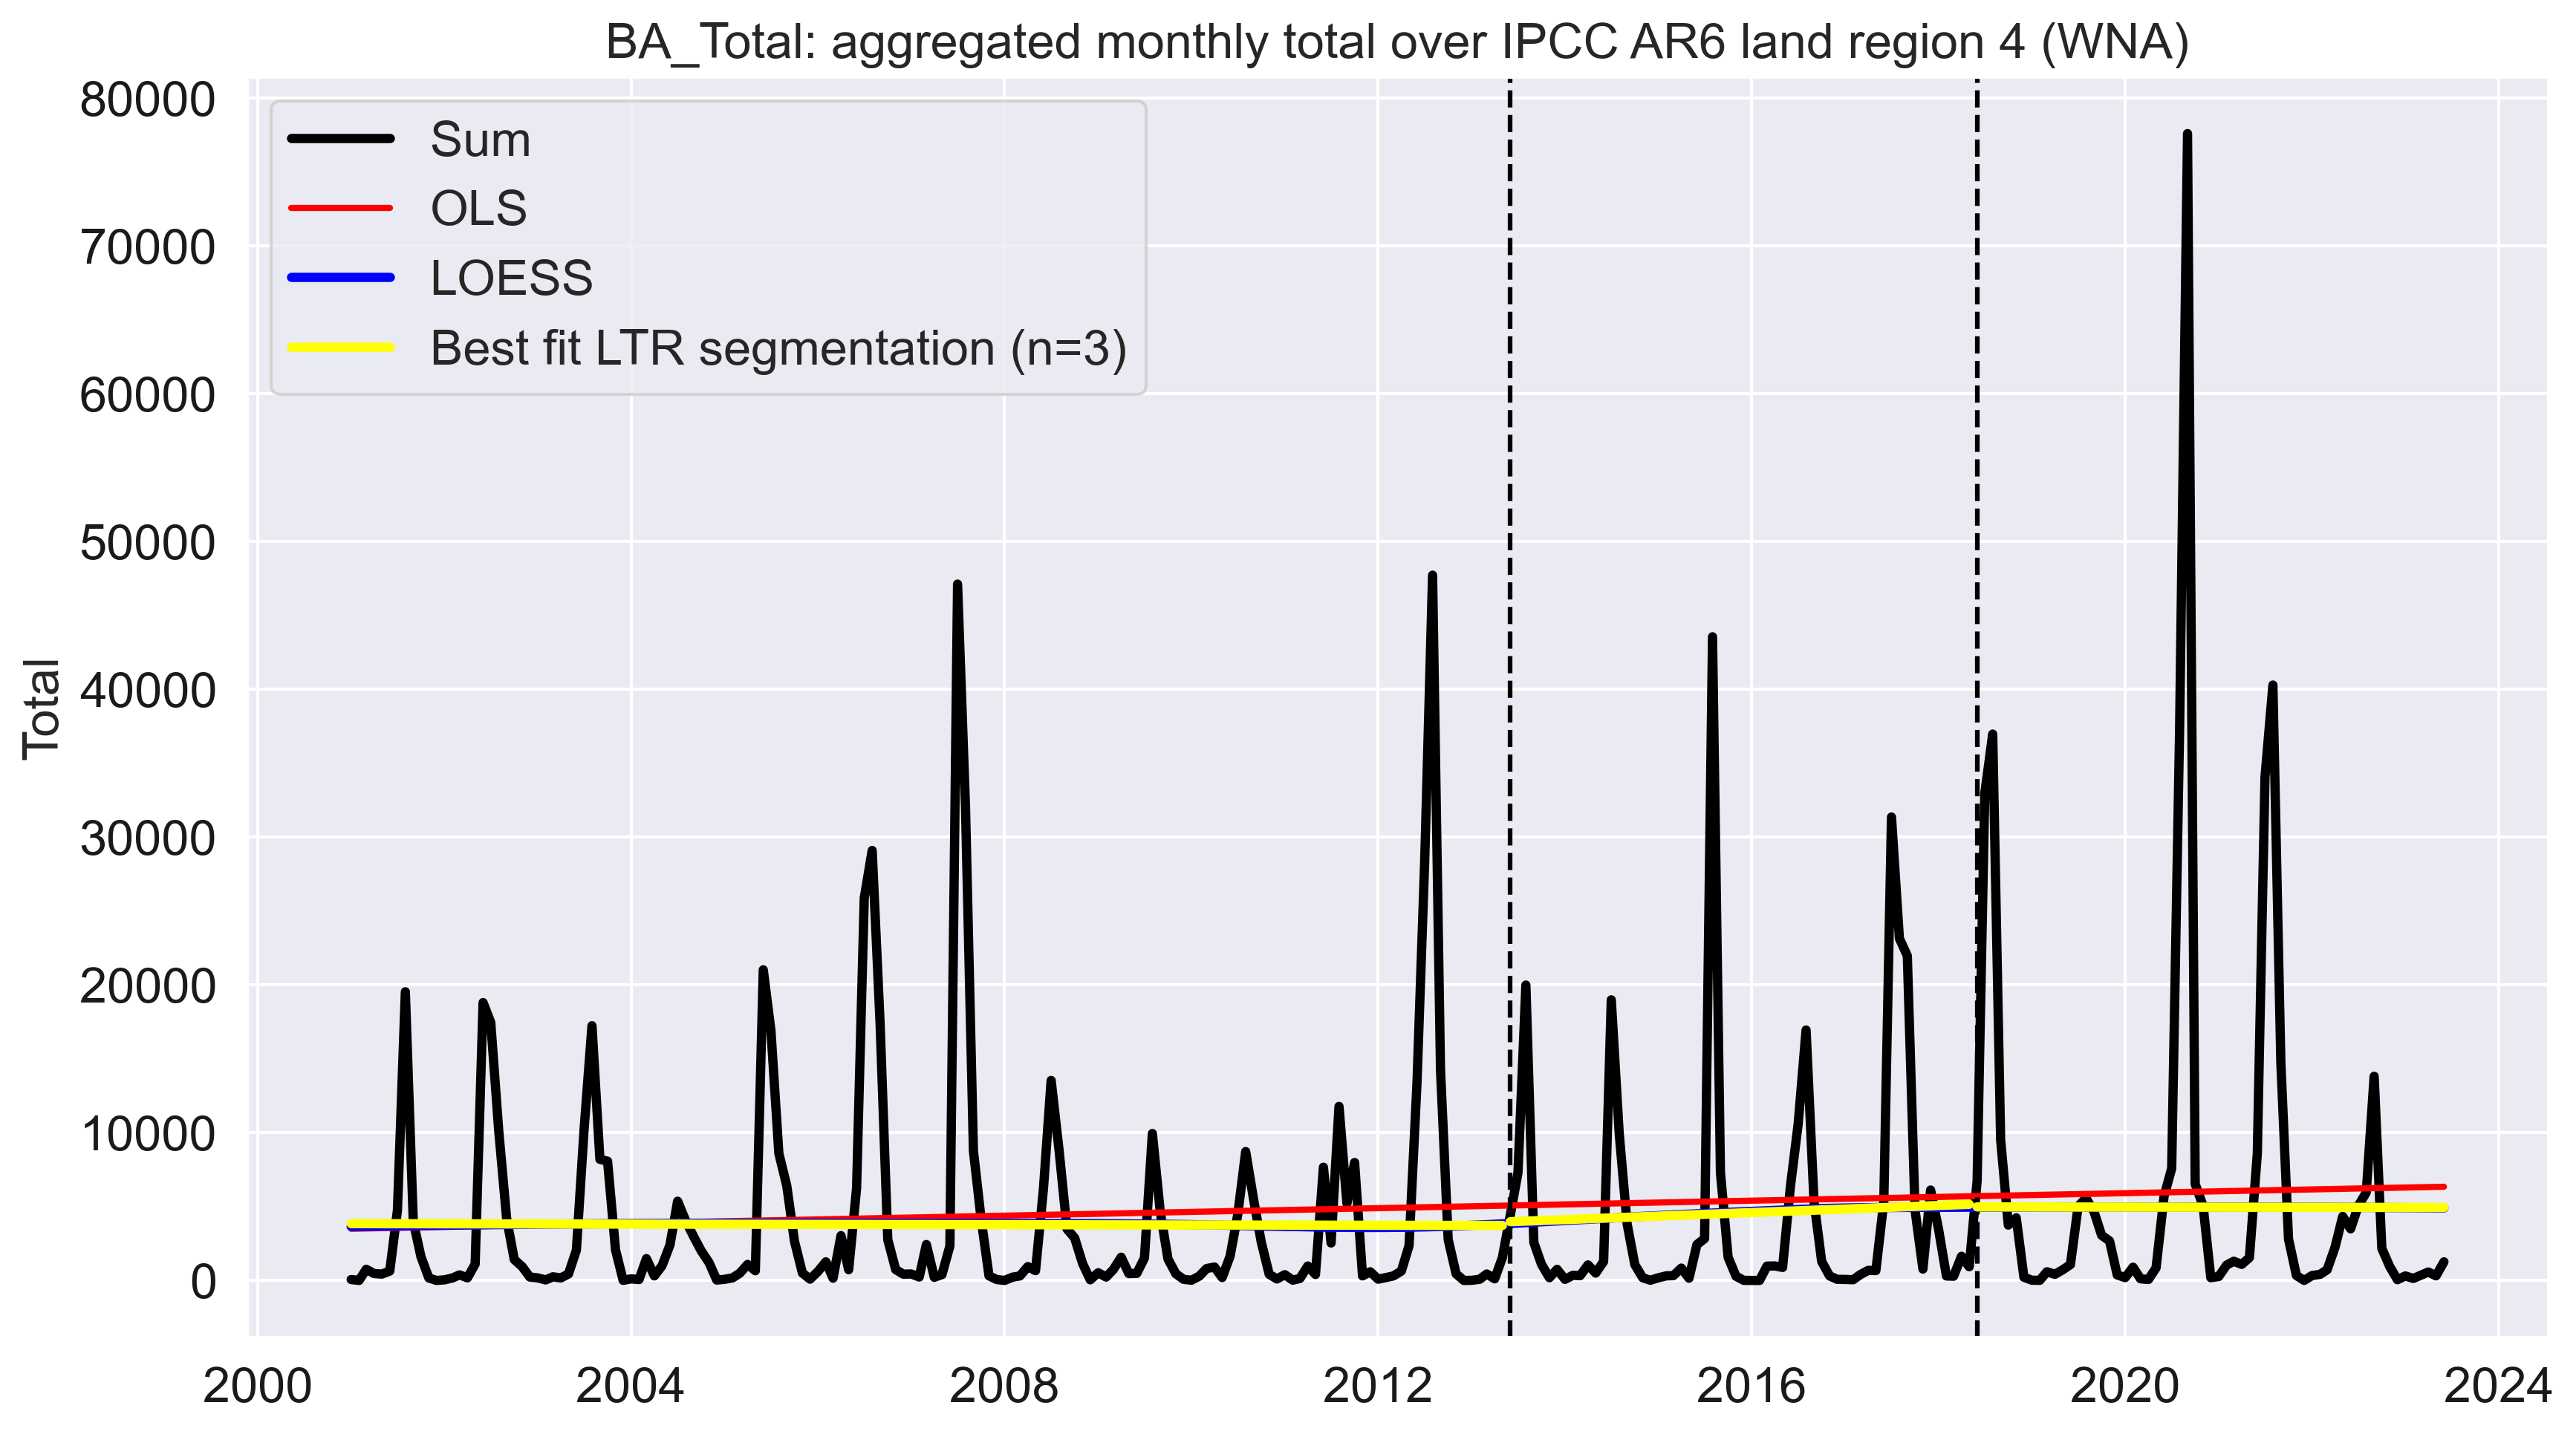 BA_Total: aggregated monthly total over IPCC AR6 land region 4 (WNA)
Sum
OLS
LOESS
Best fit LTR segmentation (n=3)
Total
80000
70000
60000
50000
40000
30000
20000
10000
0
2000 2004 2008 2012 2016 2020 2024